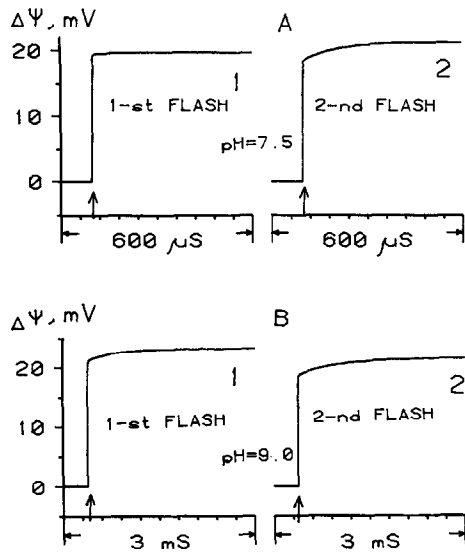 ΔΨ, mV
A
20
10
0
1
1-st FLASH
2
2-nd FLASH
pH=7.5
600 μS
600 μS
ΔΨ, mV
B
20
10
0
1
1-st FLASH
2
2-nd FLASH
pH=9.0
3 mS
3 mS